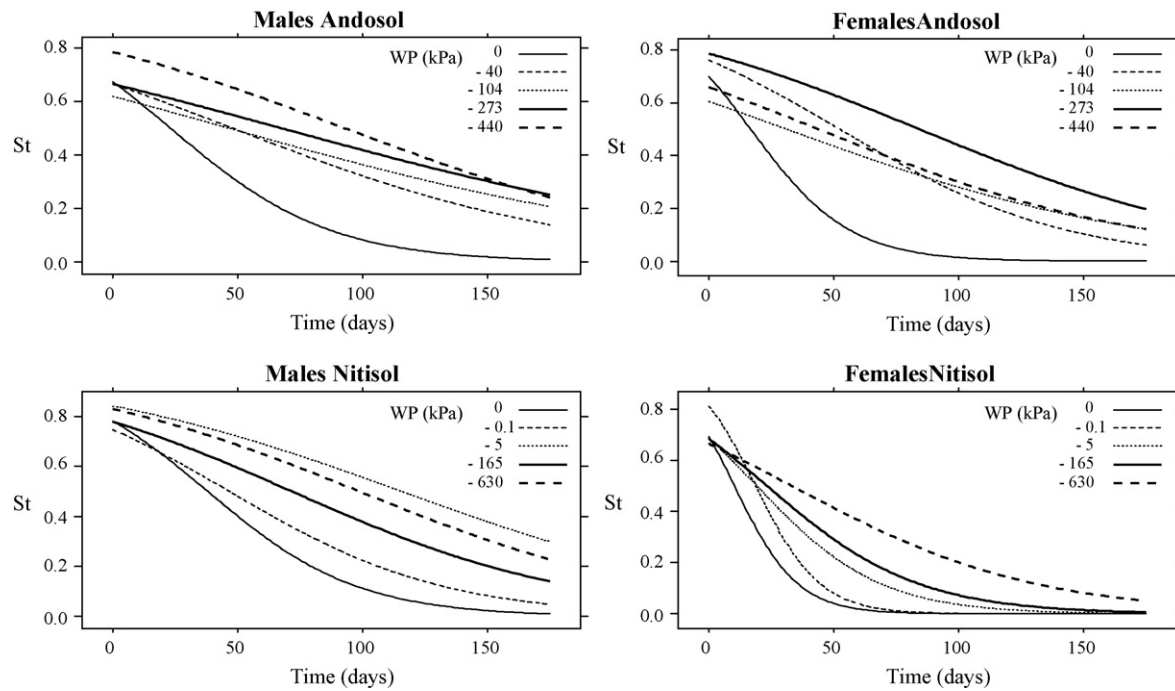 Males Andosol
WP (kPa)
0
- 40
- 104
- 273
- 440
St
0.8
0.6
0.4
0.2
0.0
0 50 100 150
Time (days)
FemalesAndosol
WP (kPa)
0
- 40
- 104
- 273
- 440
St
0.8
0.6
0.4
0.2
0.0
0 50 100 150
Time (days)
Males Nitisol
WP (kPa)
0
- 0.1
- 5
- 165
- 630
St
0.8
0.6
0.4
0.2
0.0
0 50 100 150
Time (days)
FemalesNitisol
WP (kPa)
0
- 0.1
- 5
- 165
- 630
St
0.8
0.6
0.4
0.2
0.0
0 50 100 150
Time (days)